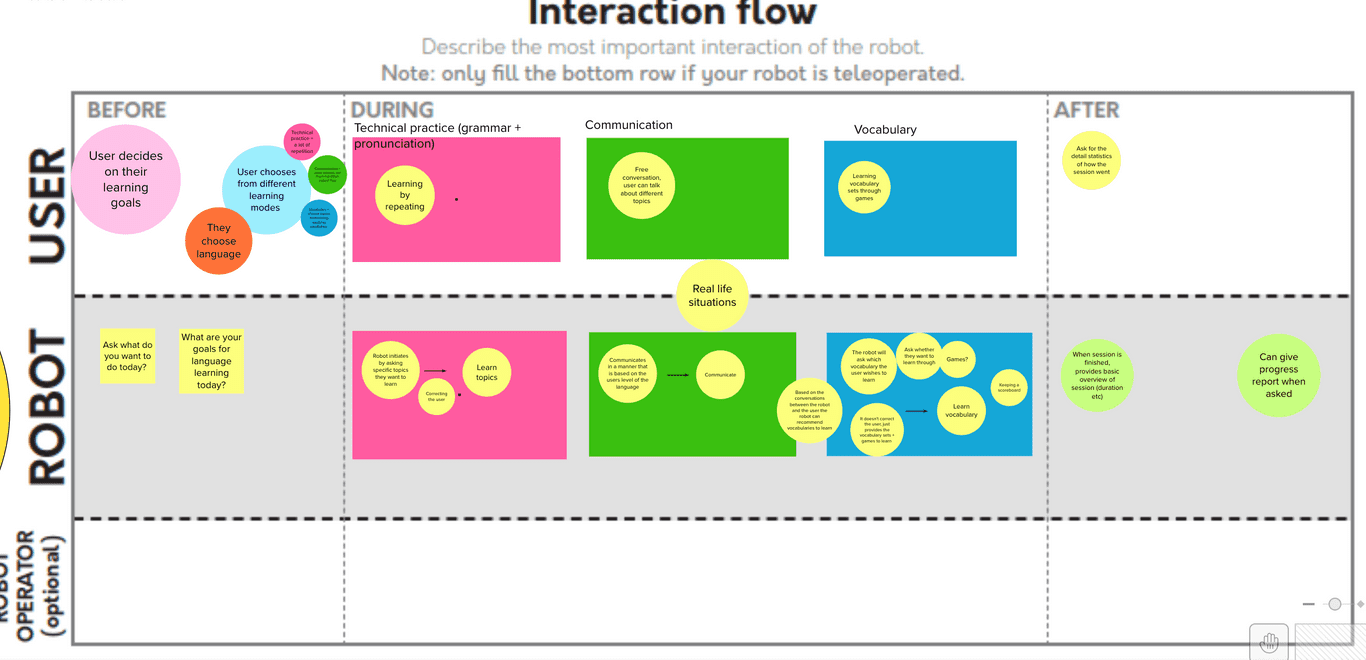 Interaction flow
Describe the most important interaction of the robot.
Note: only fill the bottom row if your robot is teleoperated.
BEFORE
DURING
AFTER
USER
User decides
on their
learning
goals
User chooses
from different
learning
modes
They
choose
language
Technical
practice =
a lot of
repetition
Technical practice (grammar +
pronunciation)
Learning
by
repeating
Communication
Free
conversation,
user can talk
about different
topics
Vocabulary
Learning
vocabulary
sets through
games
Real life
situations
Ask for the
detail statistics
of how the
session went
ROBOT
Ask what do
you want to
do today?
What are your
goals for
language
learning
today?
Robot initiates
by asking
specific topics
they want to
learn
Correcting
the user
Learn
topics
Communicates
in a manner that
is based on the
users level of the
language
Communicate
Based on the
conversations
between the robot
and the user the
robot can
recommend
vocabularies to learn
The robot will
ask which
vocabulary the
user wishes to
learn
Ask whether
they want to
learn through
Games?
It doesn't correct
the user, just
provides the
vocabulary sets +
games to learn
Learn
vocabulary
Keeping a
scoreboard
When session is
finished,
provides basic
overview of
session (duration
etc)
Can give
progress
report when
asked
ROBOT
OPERATOR
(optional)